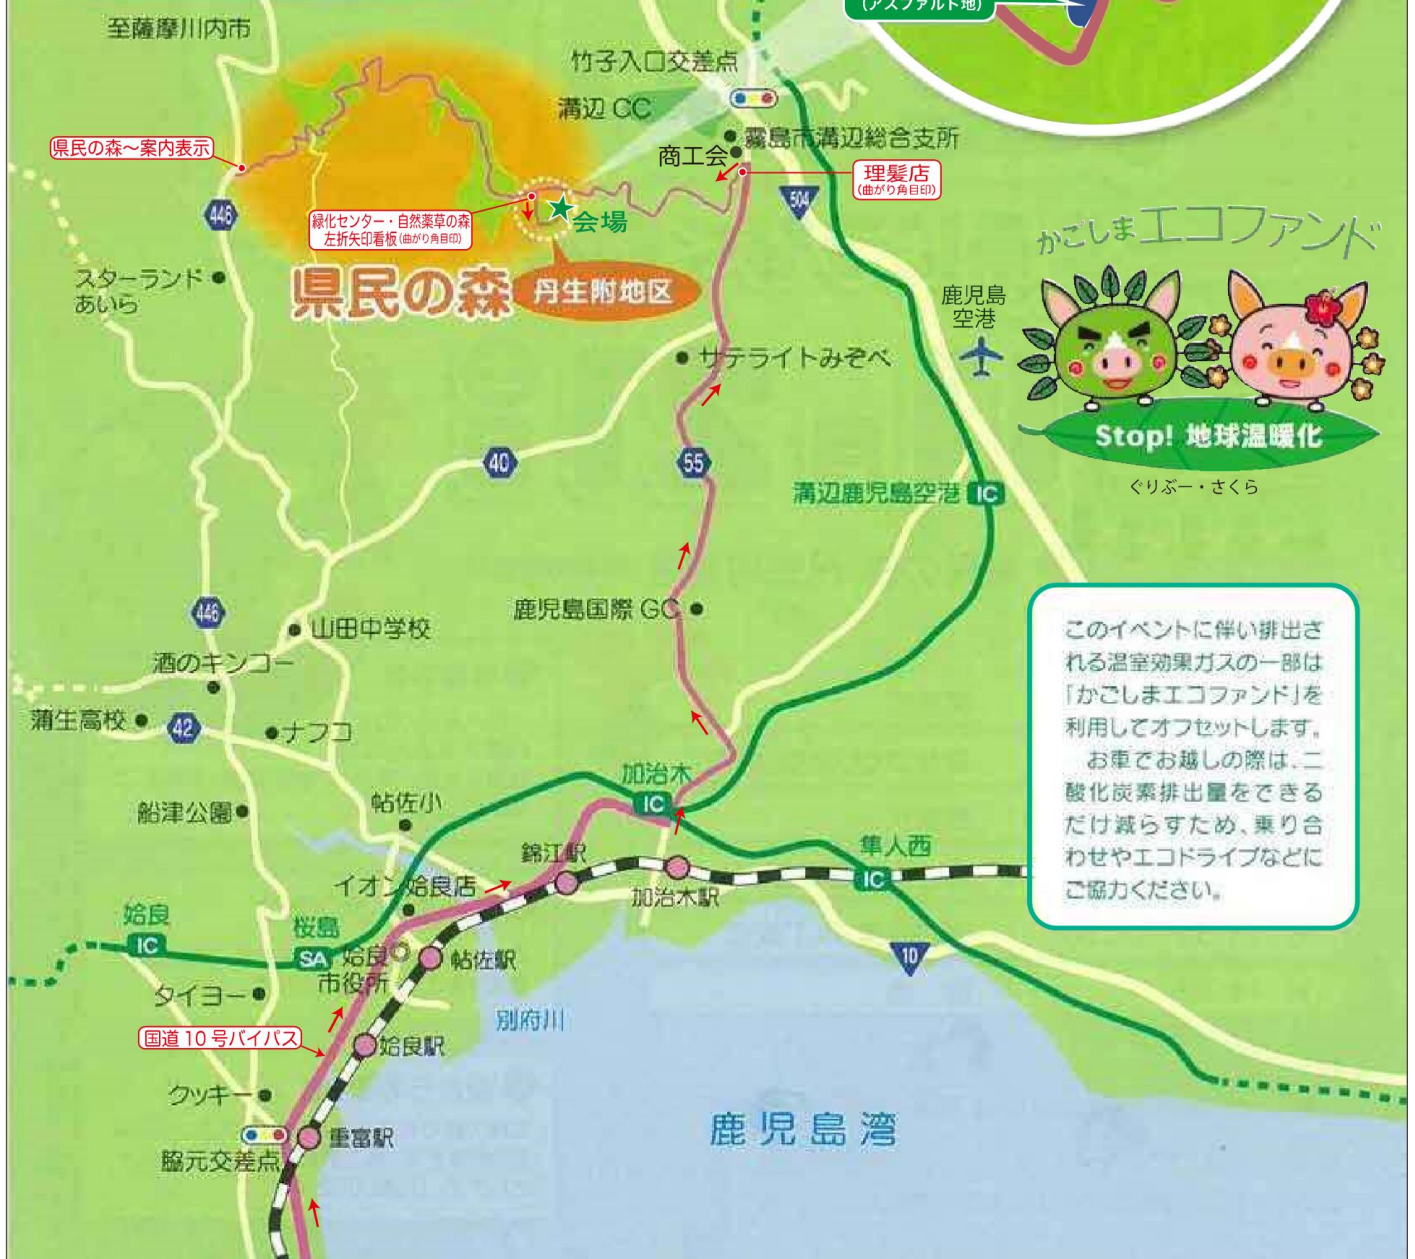 (アスファルト地)
至薩摩川内市
竹子入口交差点
溝辺 CC
霧島市溝辺総合支所
商工会
県民の森〜案内表示
理髪店
(曲がり角目印)
504
446
緑化センター・自然薬草の森
左折矢印看板(曲がり角目印)
会場
かごしまエコファンド
スターランド
あいら
県民の森
丹生附地区
鹿児島
空港
サテライトみぞべ
Stop! 地球温暖化
40
55
溝辺鹿児島空港 IC
ぐりぶー・さくら
鹿児島国際 GC
446
山田中学校
酒のキンコー
蒲生高校
42
ナフコ
このイベントに伴い排出さ
れる温室効果ガスの一部は
「かごしまエコファンド」を
利用してオフセットします。
お車でお越しの際は、二
酸化炭素排出量をできる
だけ減らすため、乗り合
わせやエコドライブなどに
ご協力ください。
加治木
IC
船津公園
帖佐小
錦江駅
隼人西
IC
イオン姶良店
加治木駅
姶良
IC
桜島
SA
姶良
市役所
帖佐駅
10
タイヨー
別府川
国道10号バイパス
姶良駅
クッキー
重富駅
脇元交差点
鹿児島湾